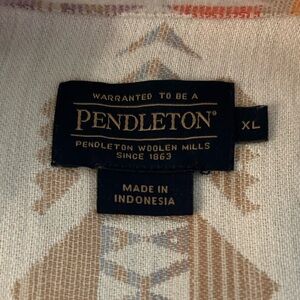 WARRANTED TO BE A
PENDLETON®
XL
PENDLETON WOOLEN MILLS
SINCE 1863
MADE IN
INDONESIA